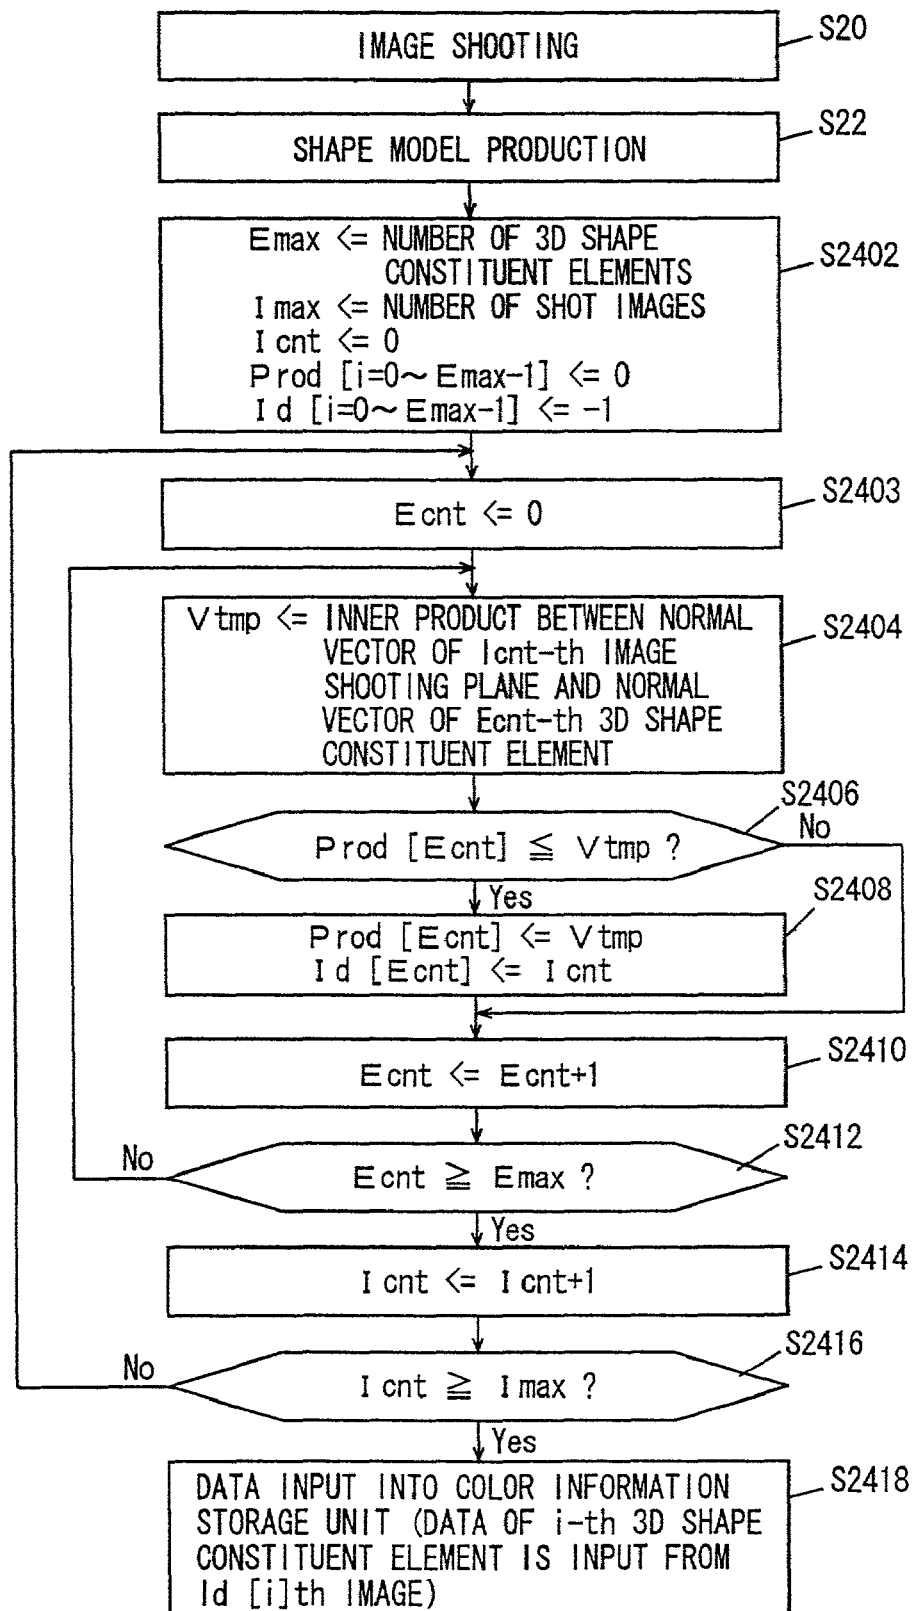 IMAGE SHOOTING
S20
SHAPE MODEL PRODUCTION
S22
Emax <= NUMBER OF 3D SHAPE
CONSTITUENT ELEMENTS
Imax <= NUMBER OF SHOT IMAGES
Icnt <= 0
Prod [i=0~Emax-1] <= 0
Id [i=0~Emax-1] <= -1
S2402
Ecnt <= 0
S2403
Vtmp <= INNER PRODUCT BETWEEN NORMAL
VECTOR OF Icnt-th IMAGE
SHOOTING PLANE AND NORMAL
VECTOR OF Ecnt-th 3D SHAPE
CONSTITUENT ELEMENT
S2404
Prod [Ecnt] ≦ Vtmp ?
S2406
No
Yes
Prod [Ecnt] <= Vtmp
Id [Ecnt] <= Icnt
S2408
Ecnt <= Ecnt+1
S2410
No
Ecnt ≧ Emax ?
S2412
Yes
Icnt <= Icnt+1
S2414
No
Icnt ≧ Imax ?
S2416
Yes
DATA INPUT INTO COLOR INFORMATION
STORAGE UNIT (DATA OF i-th 3D SHAPE
CONSTITUENT ELEMENT IS INPUT FROM
Id [i]th IMAGE)
S2418